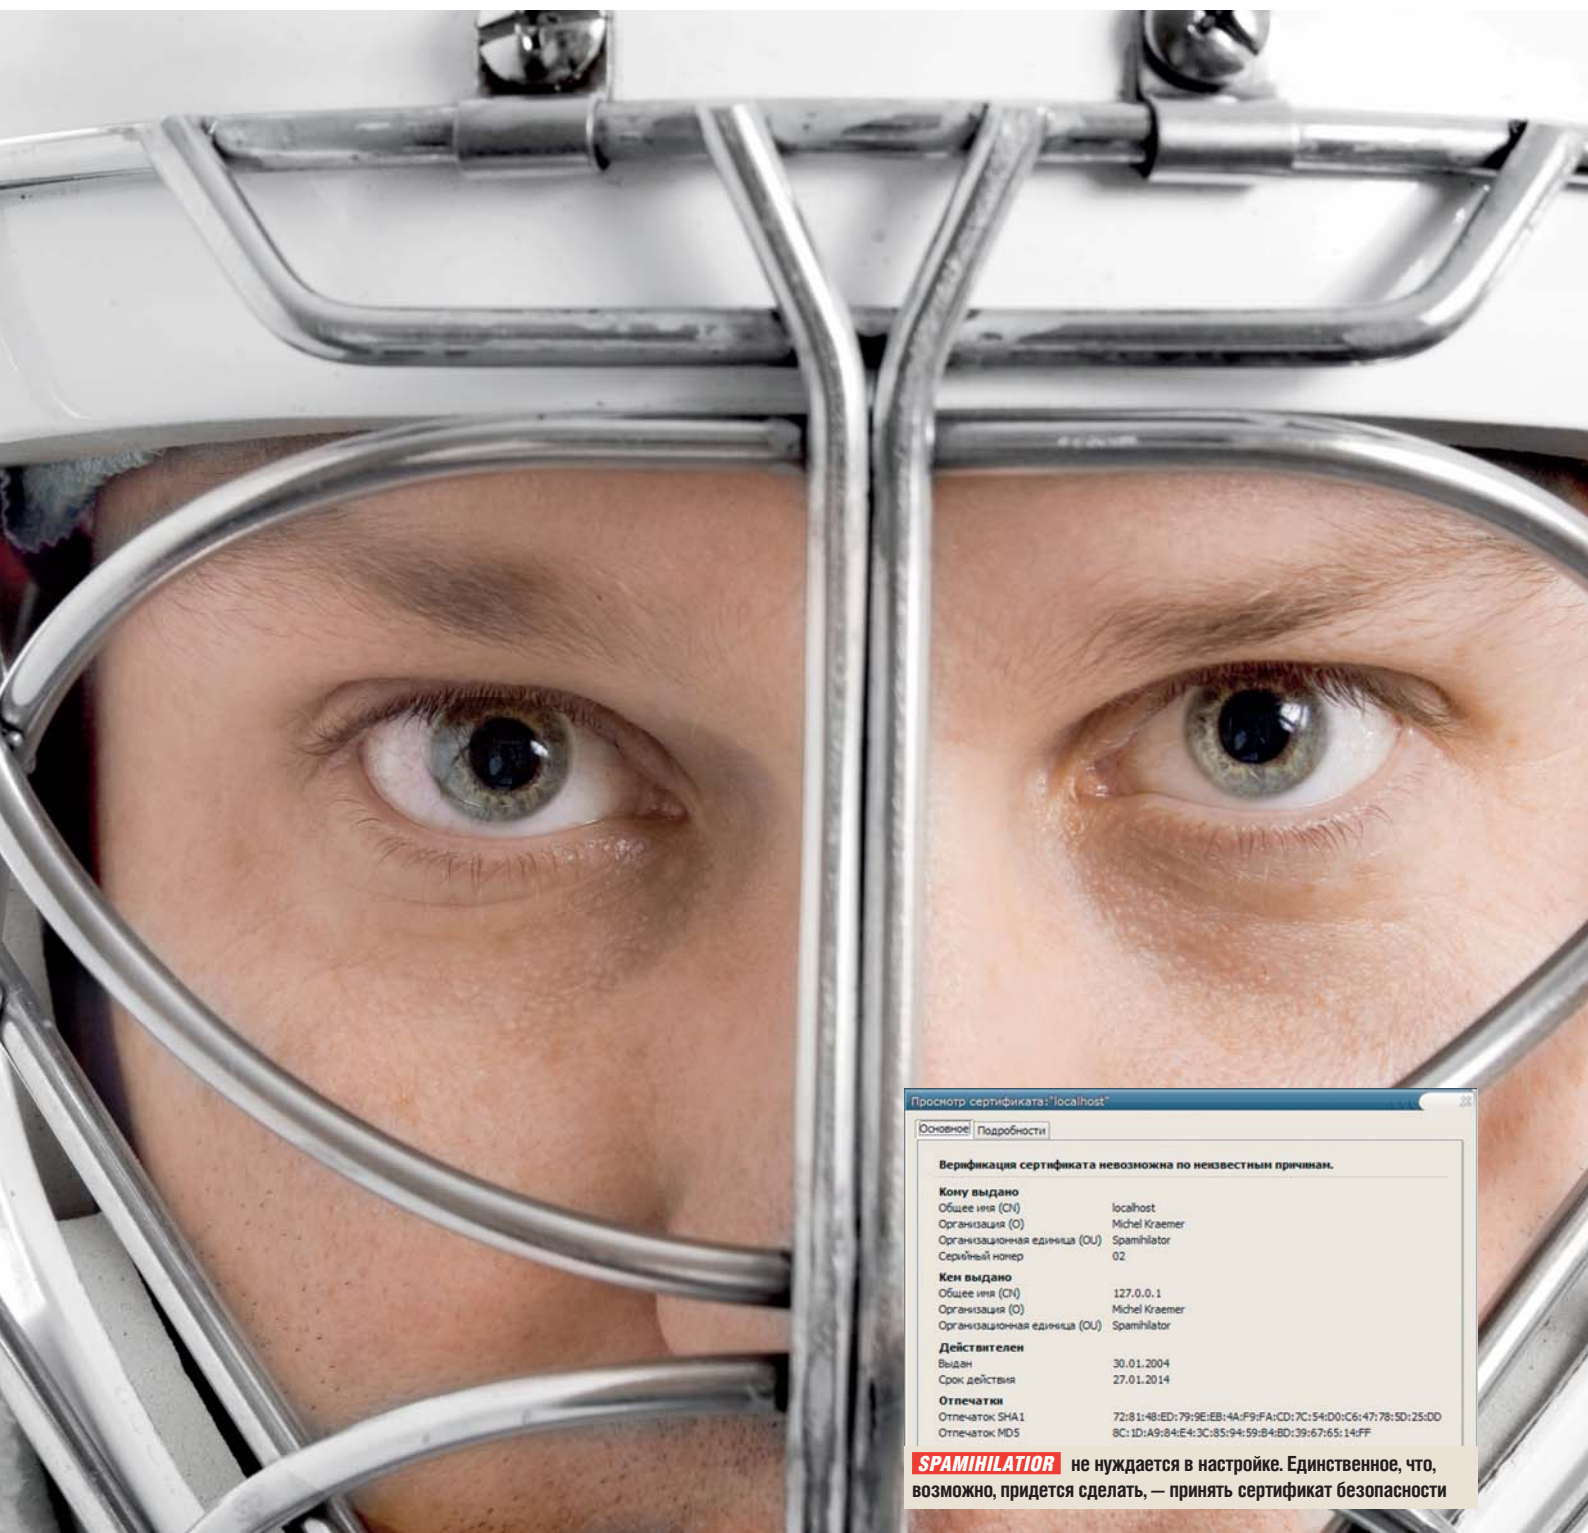 Просмотр сертификата:"localhost"
Основное Подробности
Верификация сертификата невозможна по неизвестным причинам.
Кому выдано
Общее имя (CN) localhost
Организация (O) Michel Kraemer
Организационная единица (OU) Spamihilator
Серийный номер 02
Кем выдано
Общее имя (CN) 127.0.0.1
Организация (O) Michel Kraemer
Организационная единица (OU) Spamihilator
Действителен
Выдан 30.01.2004
Срок действия 27.01.2014
Отпечатки
Отпечаток SHA1 72:81:48:ED:79:9E:EB:4A:F9:FA:CD:7C:54:D0:C6:47:78:5D:25:DD
Отпечаток MD5 8C:1D:A9:84:E4:3C:85:94:59:B4:BD:39:67:65:14:FF
SPAMIHILATIOR не нуждается в настройке. Единственное, что,
возможно, придется сделать, — принять сертификат безопасности